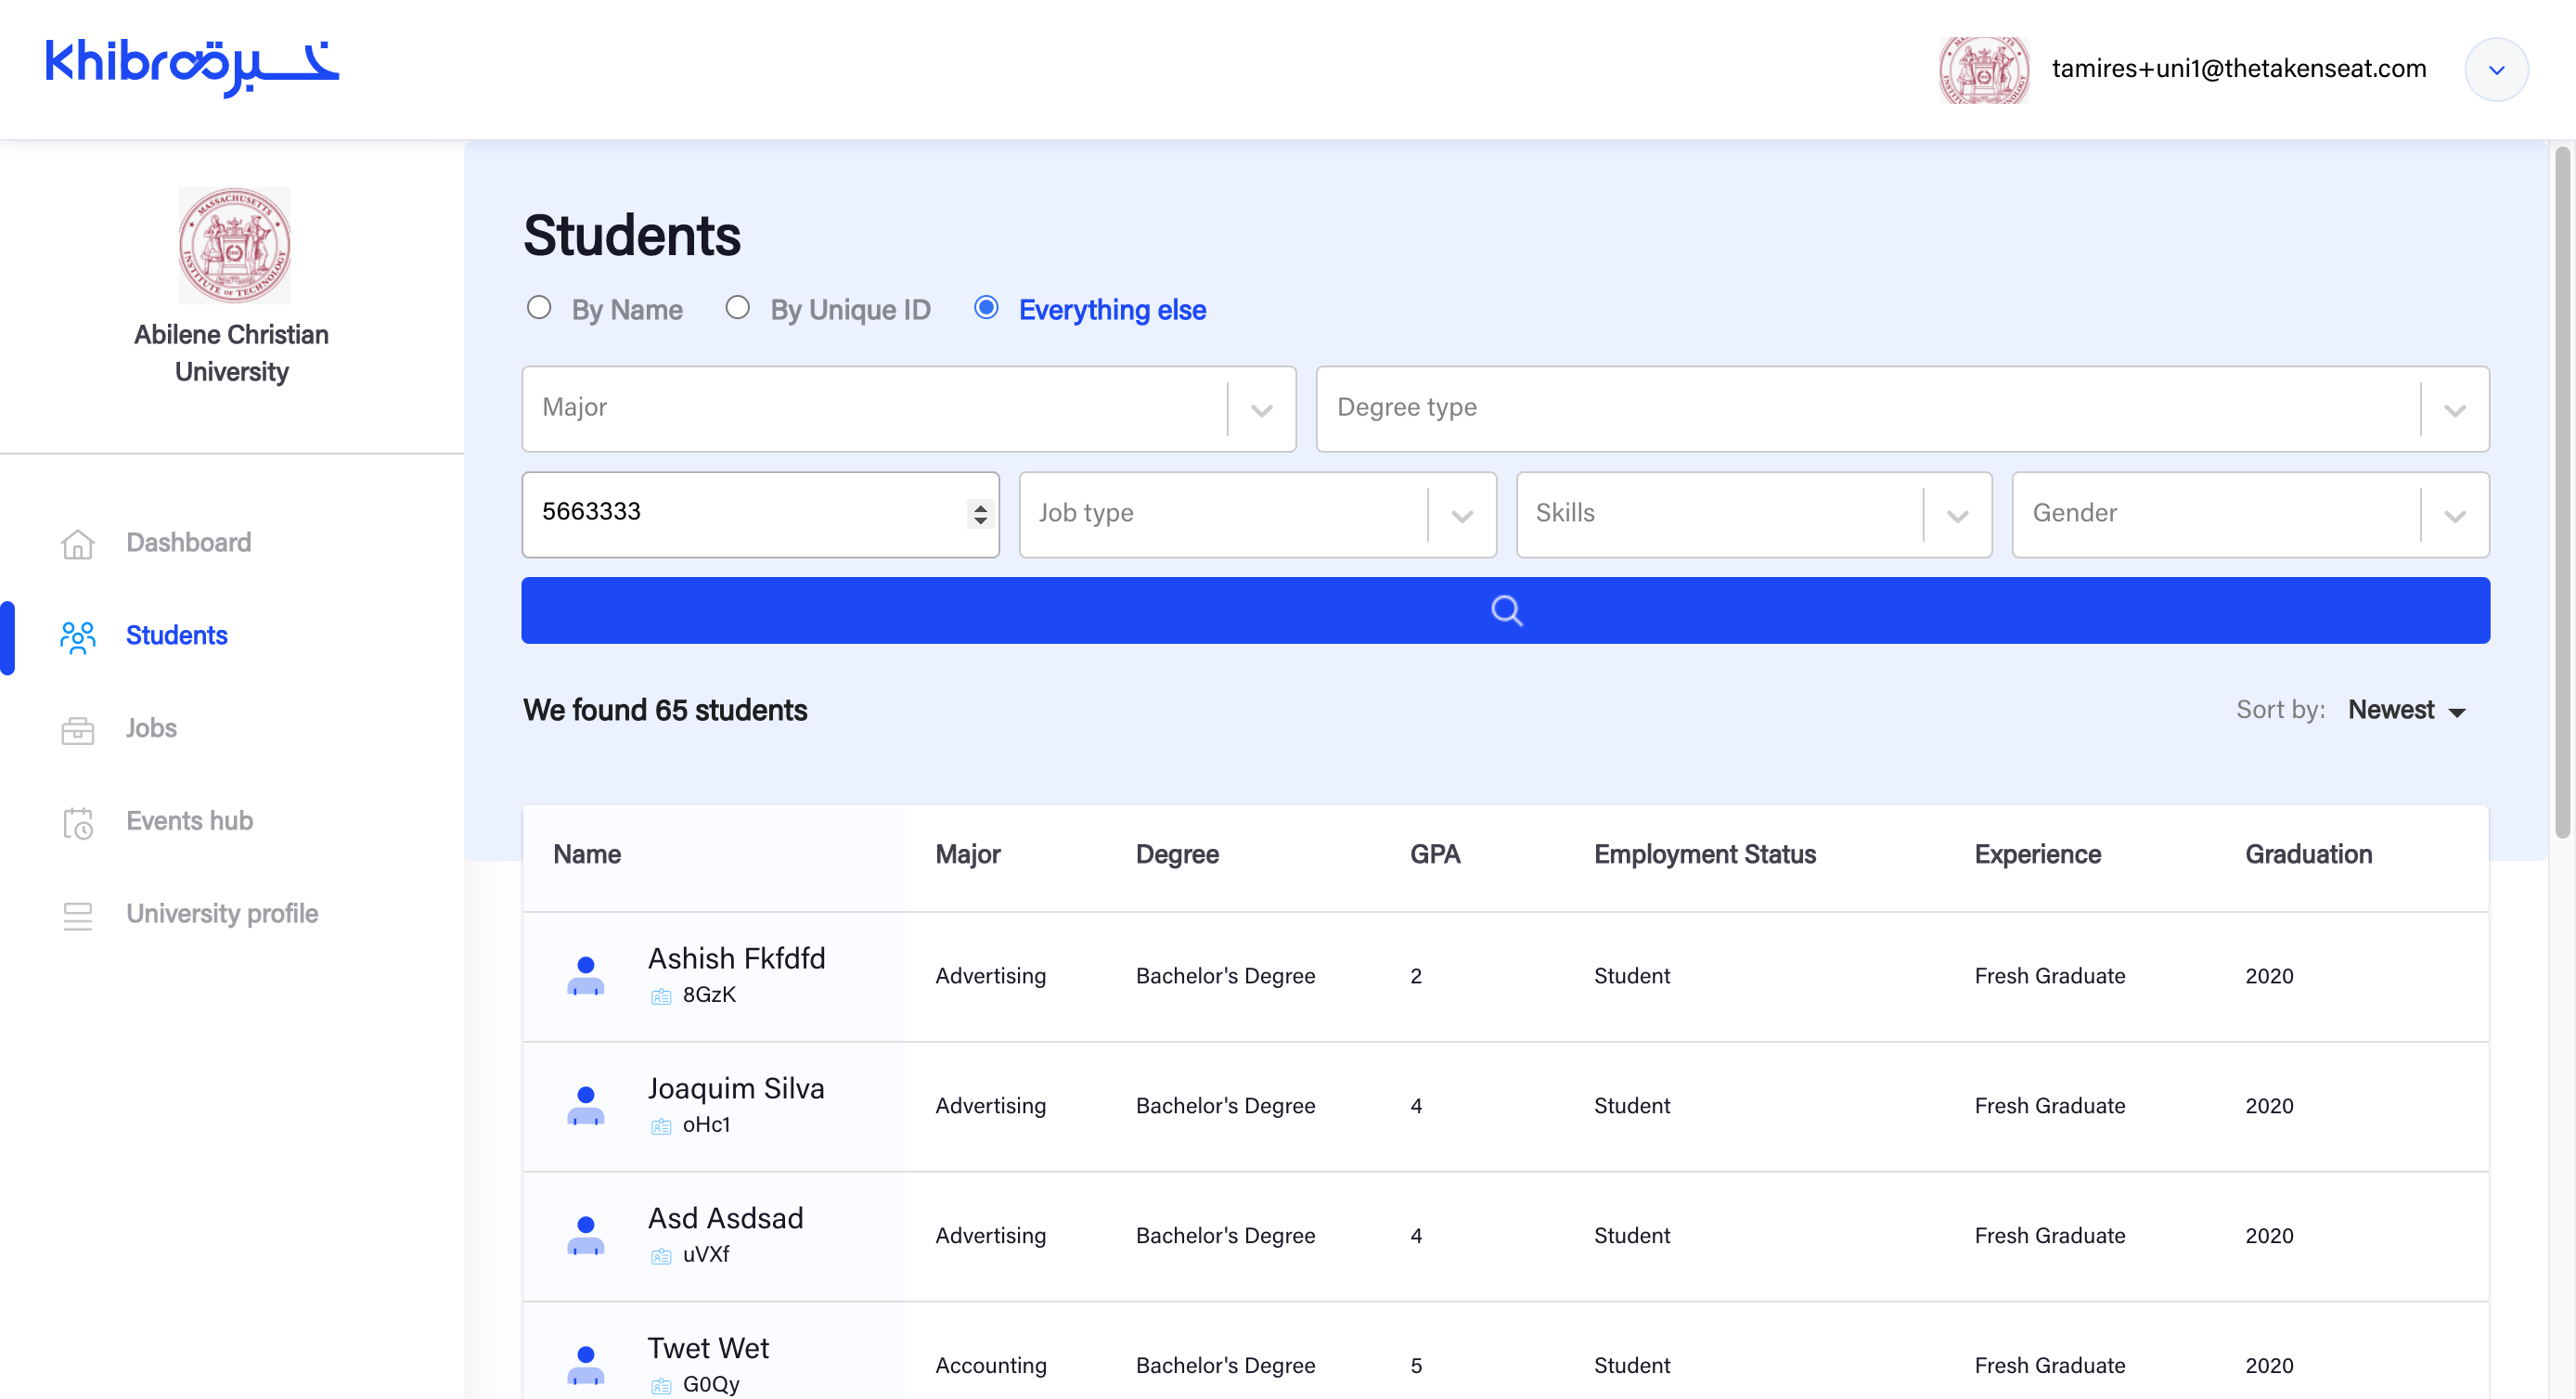 khibra خبرة
tamires+uni1@thetakenseat.com
MASSACHUSETTS
INSTITUTE OF TECHNOLOGY
Abilene Christian
University
Dashboard
Students
Jobs
Events hub
University profile
Students
By Name By Unique ID Everything else
Major Degree type
5663333 Job type Skills Gender
We found 65 students
Sort by: Newest
Name Major Degree GPA Employment Status Experience Graduation
Ashish Fkfdfd
8GzK
Advertising Bachelor's Degree 2 Student Fresh Graduate 2020
Joaquim Silva
oHc1
Advertising Bachelor's Degree 4 Student Fresh Graduate 2020
Asd Asdsad
uVXf
Advertising Bachelor's Degree 4 Student Fresh Graduate 2020
Twet Wet
G0Qy
Accounting Bachelor's Degree 5 Student Fresh Graduate 2020